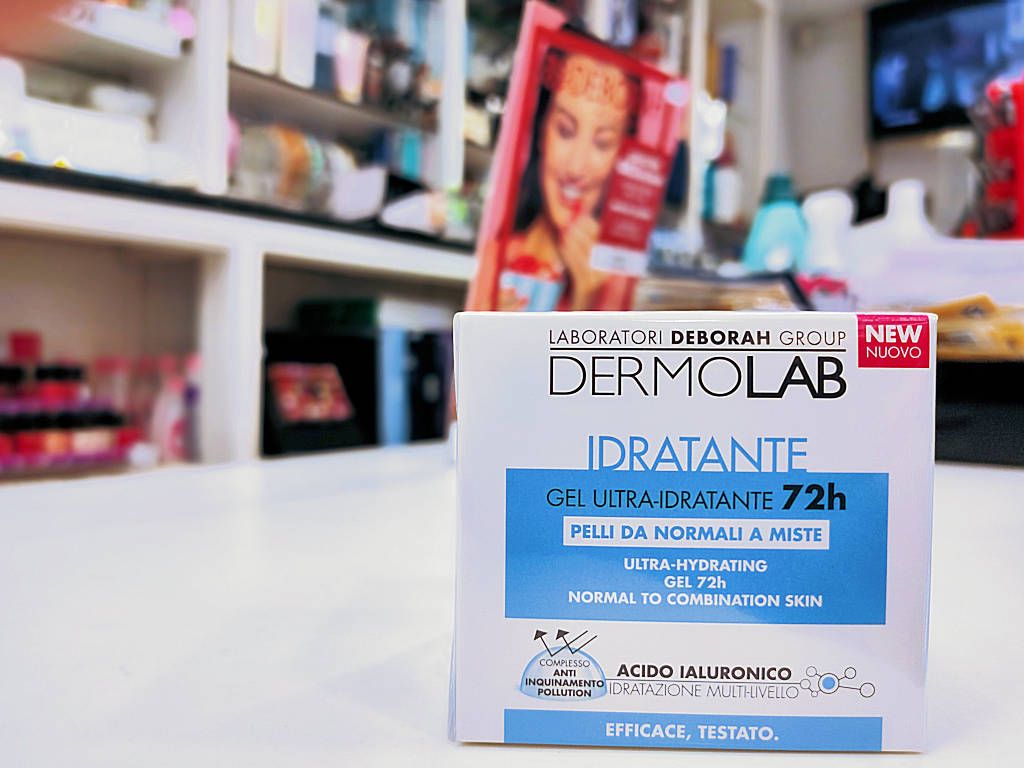 LABORATORI DEBORAH GROUP
DERMOLAB
NEW
NUOVO
IDRATANTE
GEL ULTRA-IDRATANTE 72h
PELLI DA NORMALI A MISTE
ULTRA-HYDRATING
GEL 72h
NORMAL TO COMBINATION SKIN
COMPLESSO
ANTI
INQUINAMENTO
POLLUTION
ACIDO IALURONICO
IDRATAZIONE MULTI-LIVELLO
EFFICACE, TESTATO.